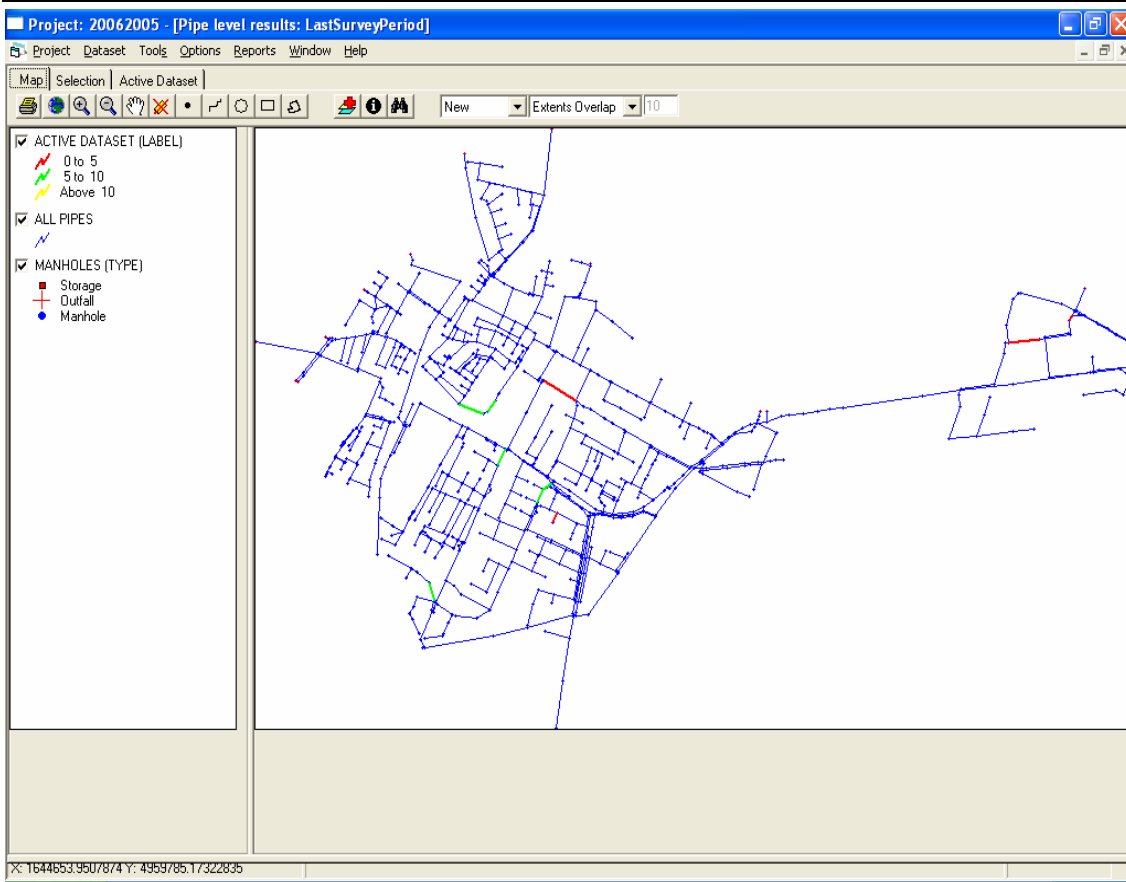 Project: 20062005 - [Pipe level results: LastSurveyPeriod]
Project Dataset Tools Options Reports Window Help
Map Selection Active Dataset
New Extents Overlap 10
ACTIVE DATASET (LABEL)
0 to 5
5 to 10
Above 10
ALL PIPES
MANHOLES (TYPE)
Storage
Outfall
Manhole
X: 1644653.9507874 Y: 4959785.17322835